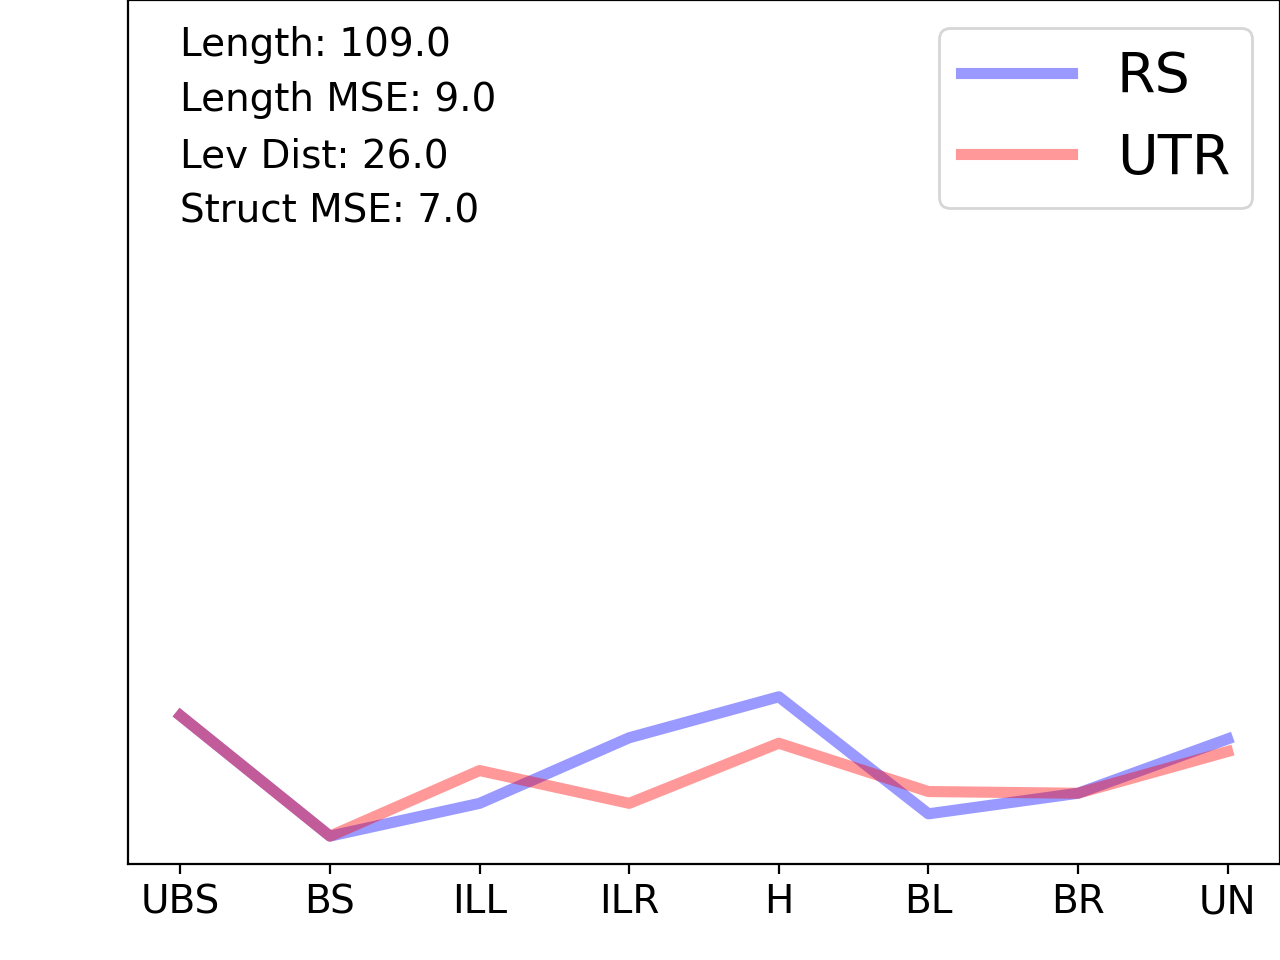 Length: 109.0
Length MSE: 9.0
Lev Dist: 26.0
Struct MSE: 7.0
RS
UTR
UBS BS ILL ILR H BL BR UN